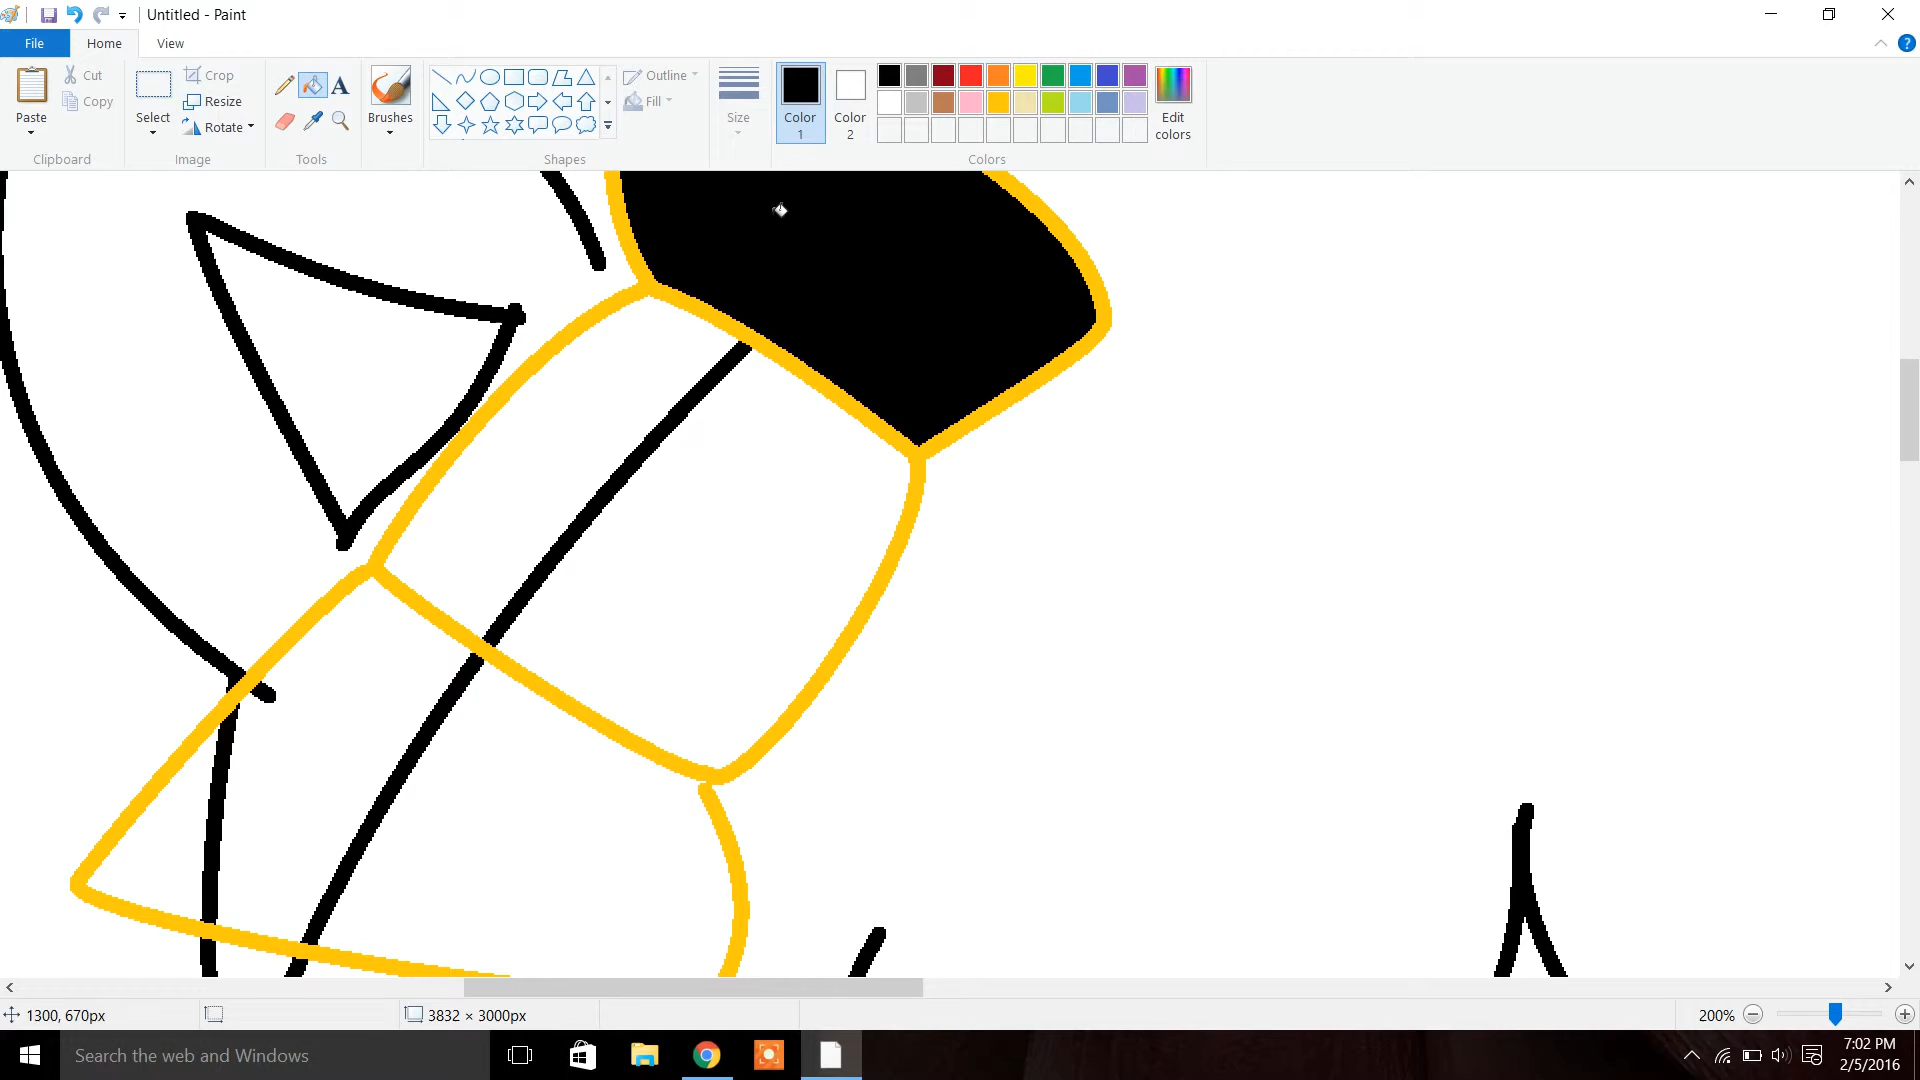 Untitled - Paint
File Home View
Paste
Cut
Copy
Clipboard
Select
Crop
Resize
Rotate
Image
Tools
Brushes
Shapes
Outline
Fill
Size
Color 1
Color 2
Edit colors
Colors
1300, 670px
3832 × 3000px
200%
Search the web and Windows
7:02 PM
2/5/2016